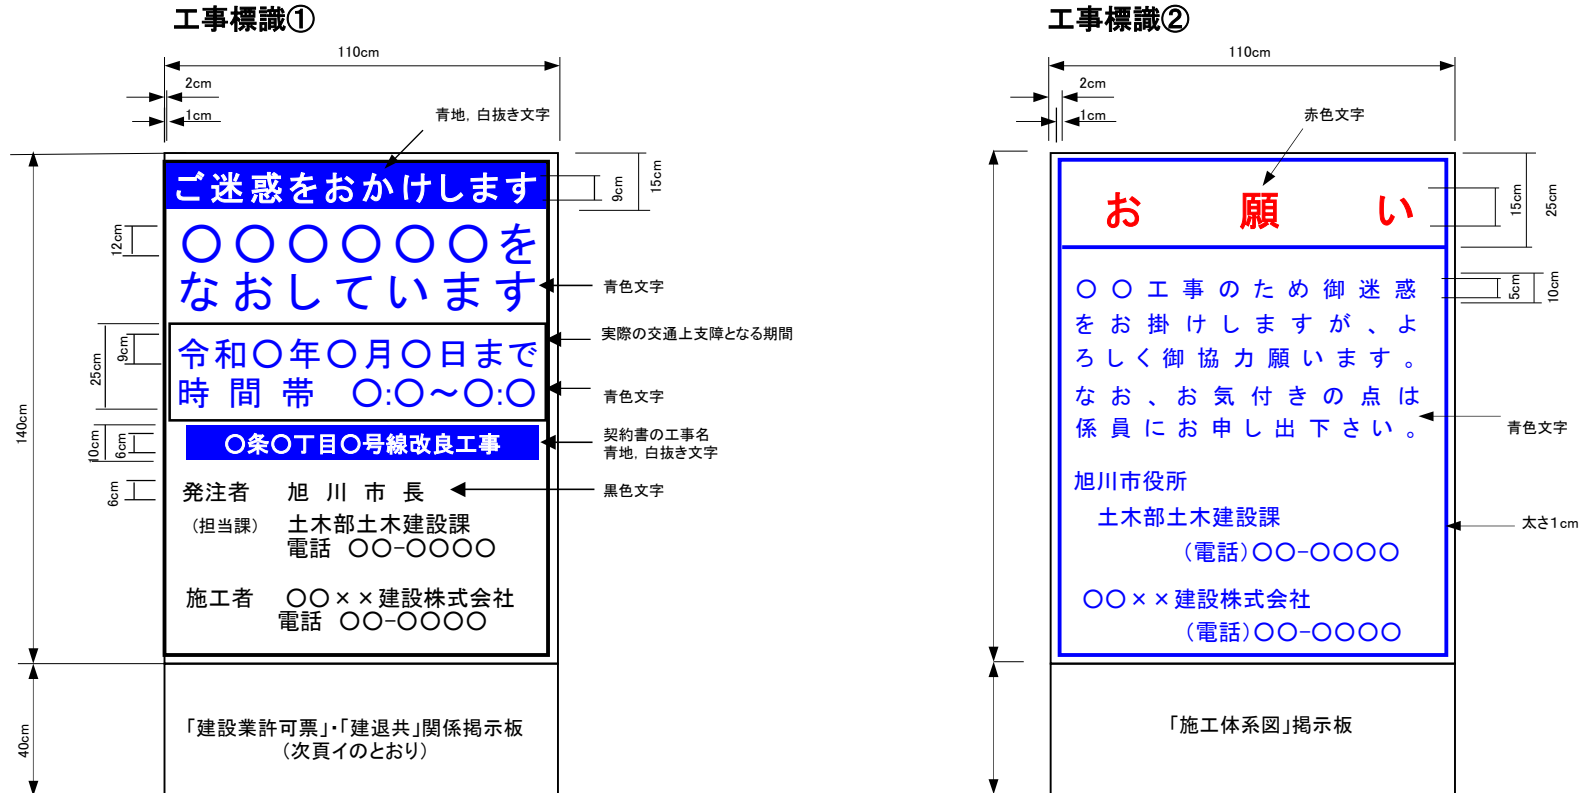 工事標識①
110cm
2cm
1cm
青地, 白抜き文字
ご迷惑をおかけします
9cm
15cm
12cm
〇〇〇〇〇〇を
なおしています
青色文字
実際の交通上支障となる期間
25cm
9cm
令和〇年〇月〇日まで
時間帯 〇:〇～〇:〇
青色文字
140cm
10cm
6cm
〇条〇丁目〇号線改良工事
契約書の工事名
青地, 白抜き文字
6cm
発注者 旭川市長
黒色文字
(担当課) 土木部土木建設課
電話 〇〇-〇〇〇〇
施工者 〇〇××建設株式会社
電話 〇〇-〇〇〇〇
40cm
「建設業許可票」・「建退共」関係掲示板
(次頁イのとおり)
工事標識②
110cm
2cm
1cm
赤色文字
お願い
15cm
25cm
〇〇工事のため御迷惑
をお掛けしますが、よ
ろしく御協力願います。
なお、お気付きの点は
係員にお申し出下さい。
5cm
10cm
青色文字
旭川市役所
土木部土木建設課
(電話)〇〇-〇〇〇〇
太さ1cm
〇〇××建設株式会社
(電話)〇〇-〇〇〇〇
「施工体系図」掲示板